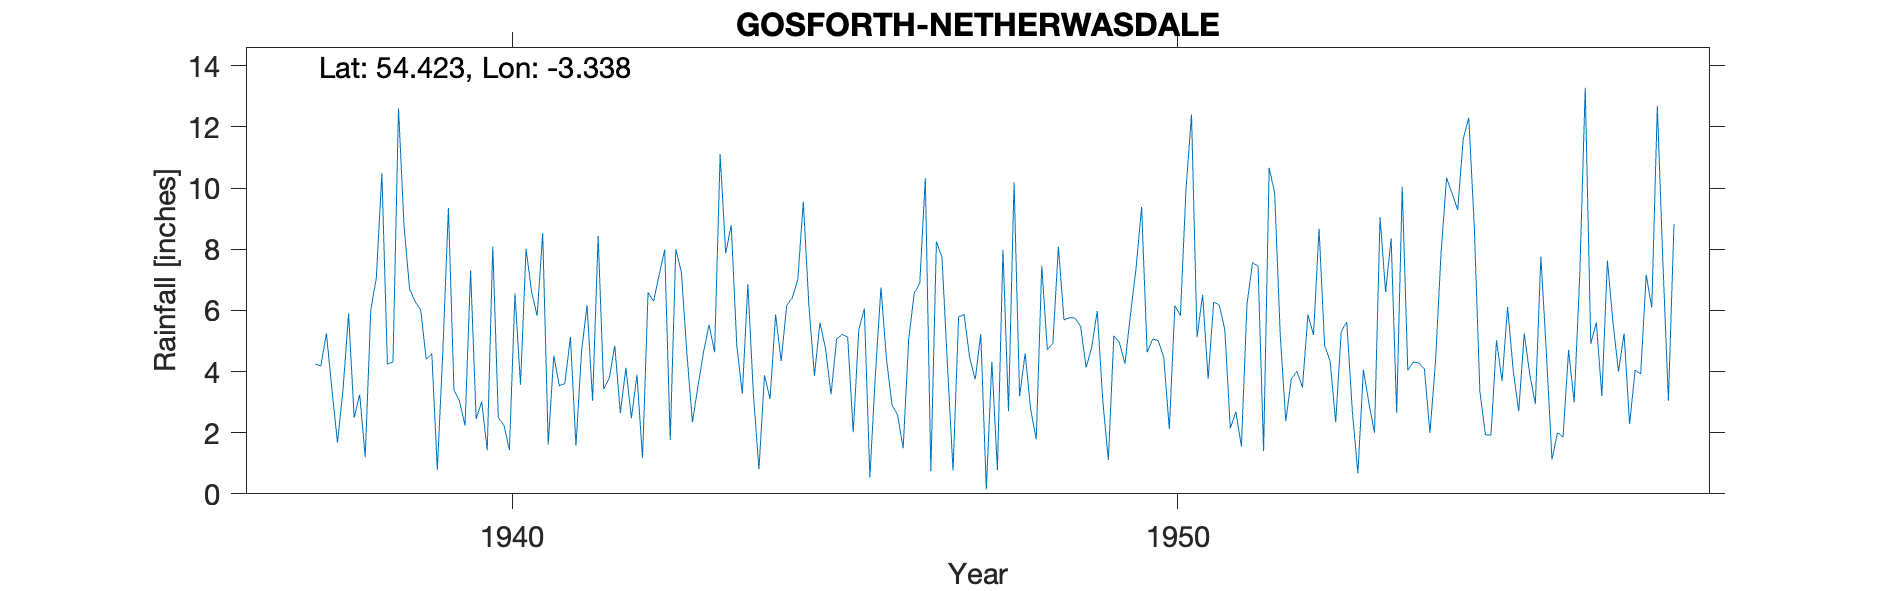 GOSFORTH-NETHERWASDALE
Lat: 54.423, Lon: -3.338
14
12
10
8
6
4
2
0
Rainfall [inches]
1940 1950
Year